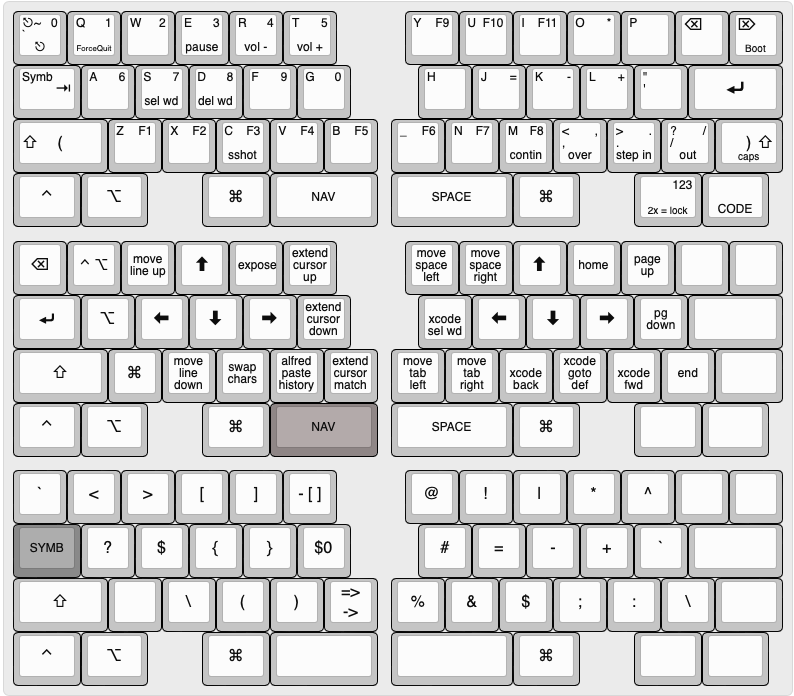 ⎋~ 0 Q 1 W 2 E 3 R 4 T 5 Y F9 U F10 I F11 O * P ⌫ ⌦
` ⎋ ForceQuit pause vol - vol + Boot
Symb ⇥ A 6 S 7 D 8 F 9 G 0 H J = K - L + " ↵
sel wd del wd '
⇧ ( Z F1 X F2 C F3 V F4 B F5 _ F6 N F7 M F8 < , > . ? / ) ⇧
sshot contin , over . step in / out caps
^ ⌥ ⌘ NAV SPACE ⌘ 123 CODE
2x = lock
⌫ ^ ⌥ move line up ⬆ expose extend cursor up move space left move space right ⬆ home page up
↵ ⌥ ⬅ ⬇ ➡ extend cursor down xcode sel wd ⬅ ⬇ ➡ pg down
⇧ ⌘ move line down swap chars alfred paste history extend cursor match move tab left move tab right xcode back xcode goto def xcode fwd end
^ ⌥ ⌘ NAV SPACE ⌘
` < > [ ] - [ ] @ ! | * ^
SYMB ? $ { } $0 # = - + `
⇧ \ ( ) => -> % & $ ; : \
^ ⌥ ⌘ ⌘